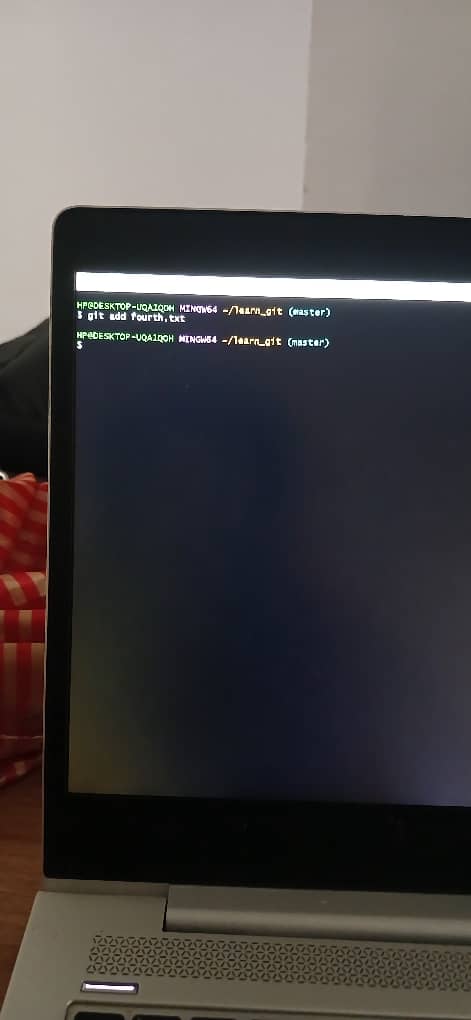 HP@DESKTOP-UQA1QOH MINGW64 ~/learn_git (master)
$ git add fourth.txt
HP@DESKTOP-UQA1QOH MINGW64 ~/learn_git (master)
$